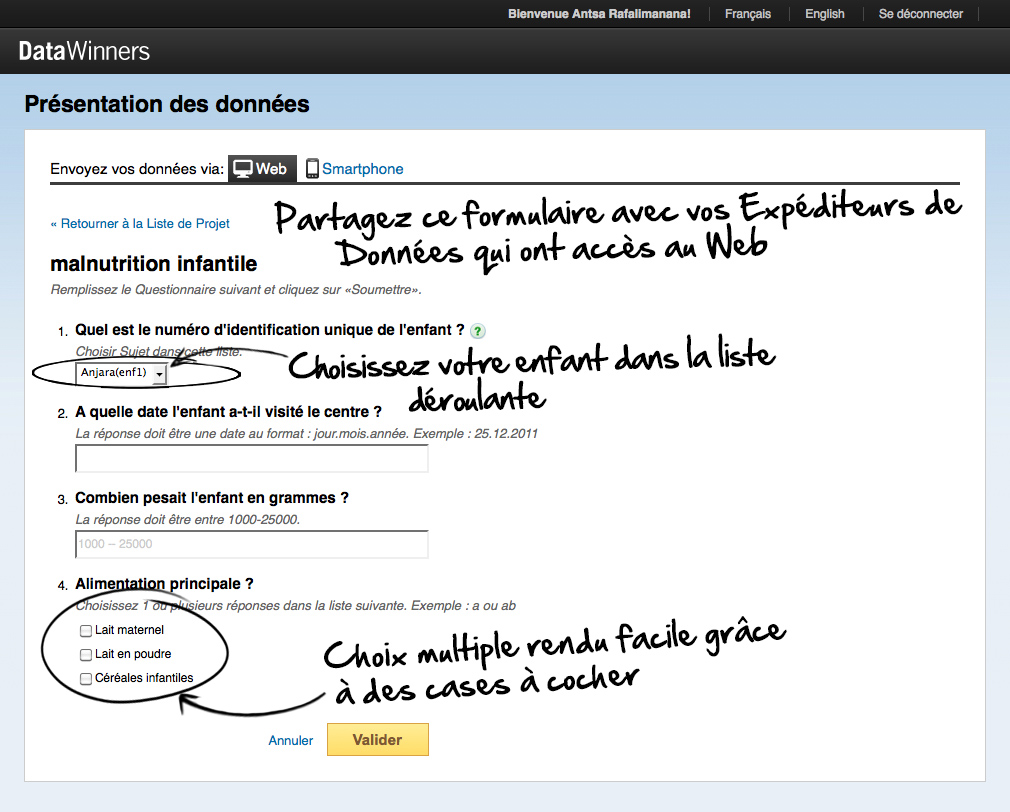 Bienvenue Antsa Rafalimanana! Français English Se déconnecter
DataWinners
Présentation des données
Envoyez vos données via: Web Smartphone
« Retourner à la Liste de Projet
Partagez ce formulaire avec vos Expéditeurs de
Données qui ont accès au Web
malnutrition infantile
Remplissez le Questionnaire suivant et cliquez sur «Soumettre».
1. Quel est le numéro d'identification unique de l'enfant ? ?
Choisir Sujet dans cette liste.
Anjara(enf1)
Choisissez votre enfant dans la liste
déroulante
2. A quelle date l'enfant a-t-il visité le centre ?
La réponse doit être une date au format : jour.mois.année. Exemple : 25.12.2011
3. Combien pesait l'enfant en grammes ?
La réponse doit être entre 1000-25000.
1000 – 25000
4. Alimentation principale ?
Choisissez 1 ou plusieurs réponses dans la liste suivante. Exemple : a ou ab
Lait maternel
Lait en poudre
Céréales infantiles
Choix multiple rendu facile grâce
à des cases à cocher
Annuler Valider